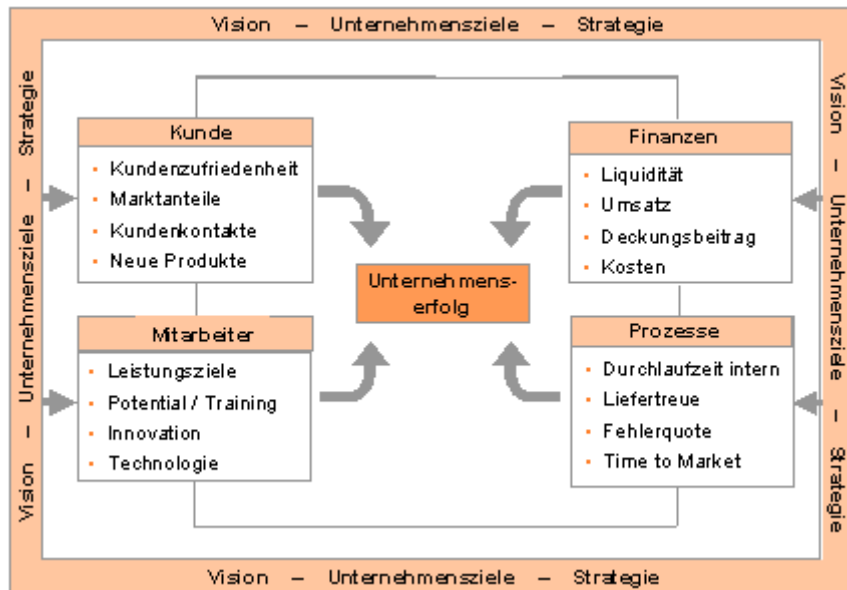 Vision – Unternehmensziele – Strategie
Vision – Unternehmensziele – Strategie
Kunde
• Kundenzufriedenheit
• Marktanteile
• Kundenkontakte
• Neue Produkte
Finanzen
• Liquidität
• Umsatz
• Deckungsbeitrag
• Kosten
Unternehmens-
erfolg
Mitarbeiter
• Leistungsziele
• Potential / Training
• Innovation
• Technologie
Prozesse
• Durchlaufzeit intern
• Liefertreue
• Fehlerquote
• Time to Market
Vision – Unternehmensziele – Strategie
Vision – Unternehmensziele – Strategie